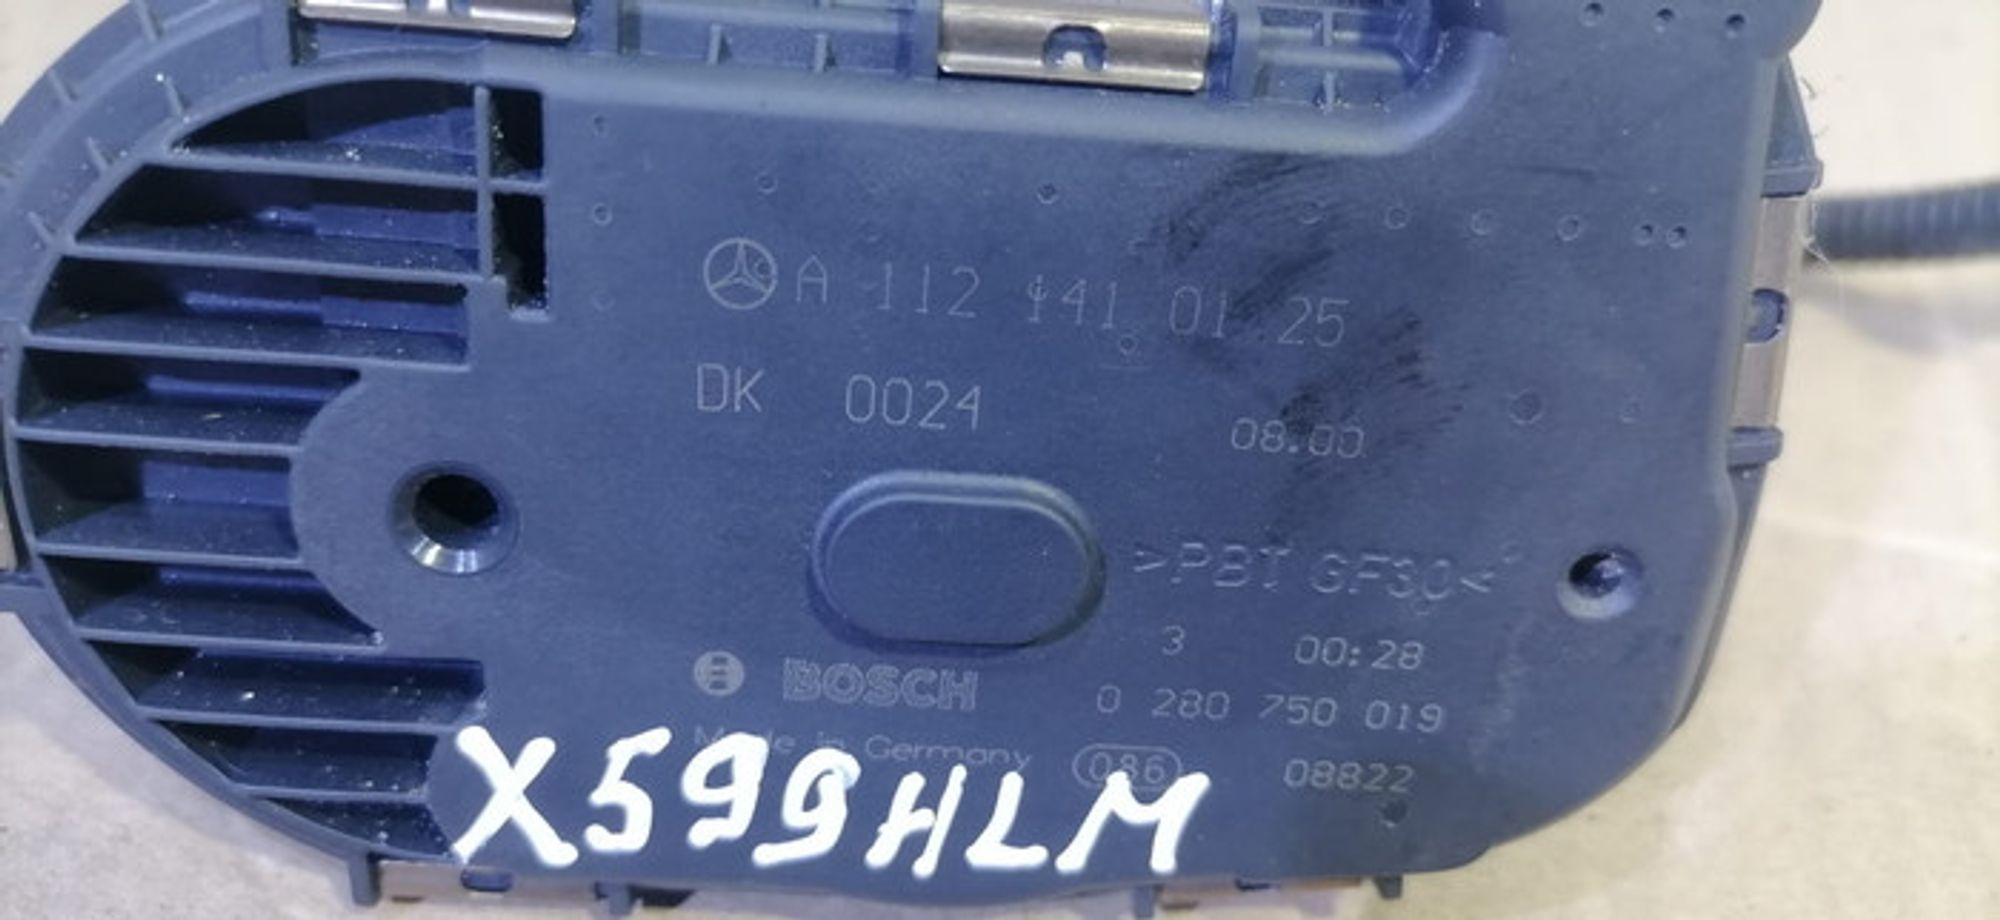 A 112 141 01 25
DK 0024
08.00
>PBT GF30<
3 00:28
BOSCH
0 280 750 019
Made in Germany
086
08822
X599HLM